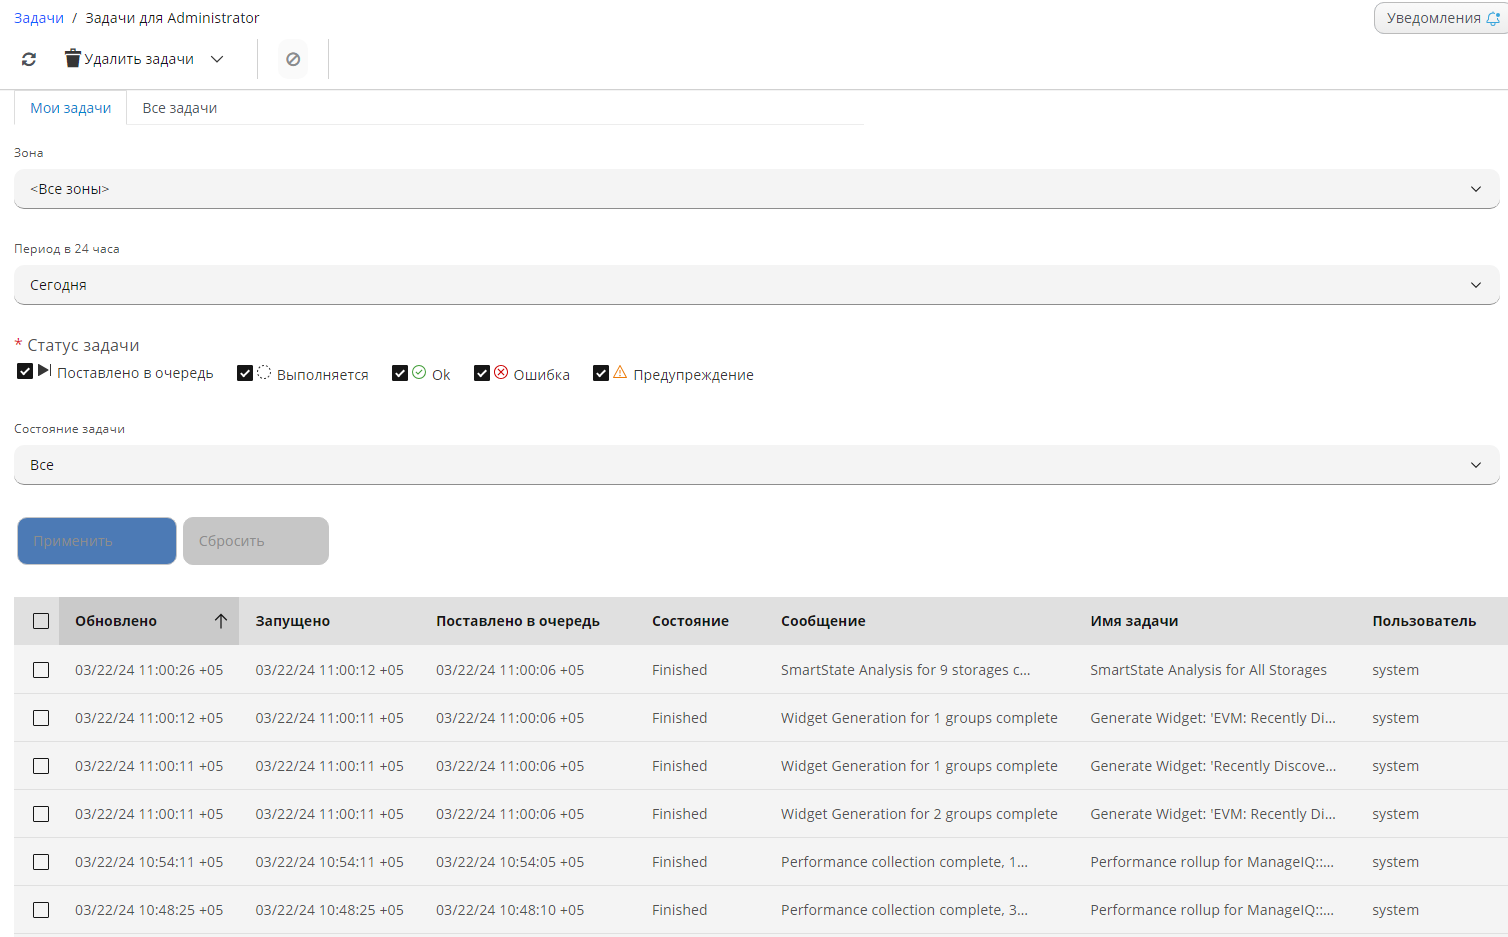 Задачи / Задачи для Administrator
Уведомления
Удалить задачи
Мои задачи Все задачи
Зона
<Все зоны>
Период в 24 часа
Сегодня
* Статус задачи
Поставлено в очередь Выполняется Ok Ошибка Предупреждение
Состояние задачи
Все
Применить Сбросить
Обновлено Запущено Поставлено в очередь Состояние Сообщение Имя задачи Пользователь
03/22/24 11:00:26 +05 03/22/24 11:00:12 +05 03/22/24 11:00:06 +05 Finished SmartState Analysis for 9 storages c... SmartState Analysis for All Storages system
03/22/24 11:00:12 +05 03/22/24 11:00:11 +05 03/22/24 11:00:06 +05 Finished Widget Generation for 1 groups complete Generate Widget: 'EVM: Recently Di... system
03/22/24 11:00:11 +05 03/22/24 11:00:11 +05 03/22/24 11:00:06 +05 Finished Widget Generation for 1 groups complete Generate Widget: 'Recently Discove... system
03/22/24 11:00:11 +05 03/22/24 11:00:11 +05 03/22/24 11:00:06 +05 Finished Widget Generation for 2 groups complete Generate Widget: 'EVM: Recently Di... system
03/22/24 10:54:11 +05 03/22/24 10:54:11 +05 03/22/24 10:54:05 +05 Finished Performance collection complete, 1... Performance rollup for ManageIQ::... system
03/22/24 10:48:25 +05 03/22/24 10:48:25 +05 03/22/24 10:48:10 +05 Finished Performance collection complete, 3... Performance rollup for ManageIQ::... system